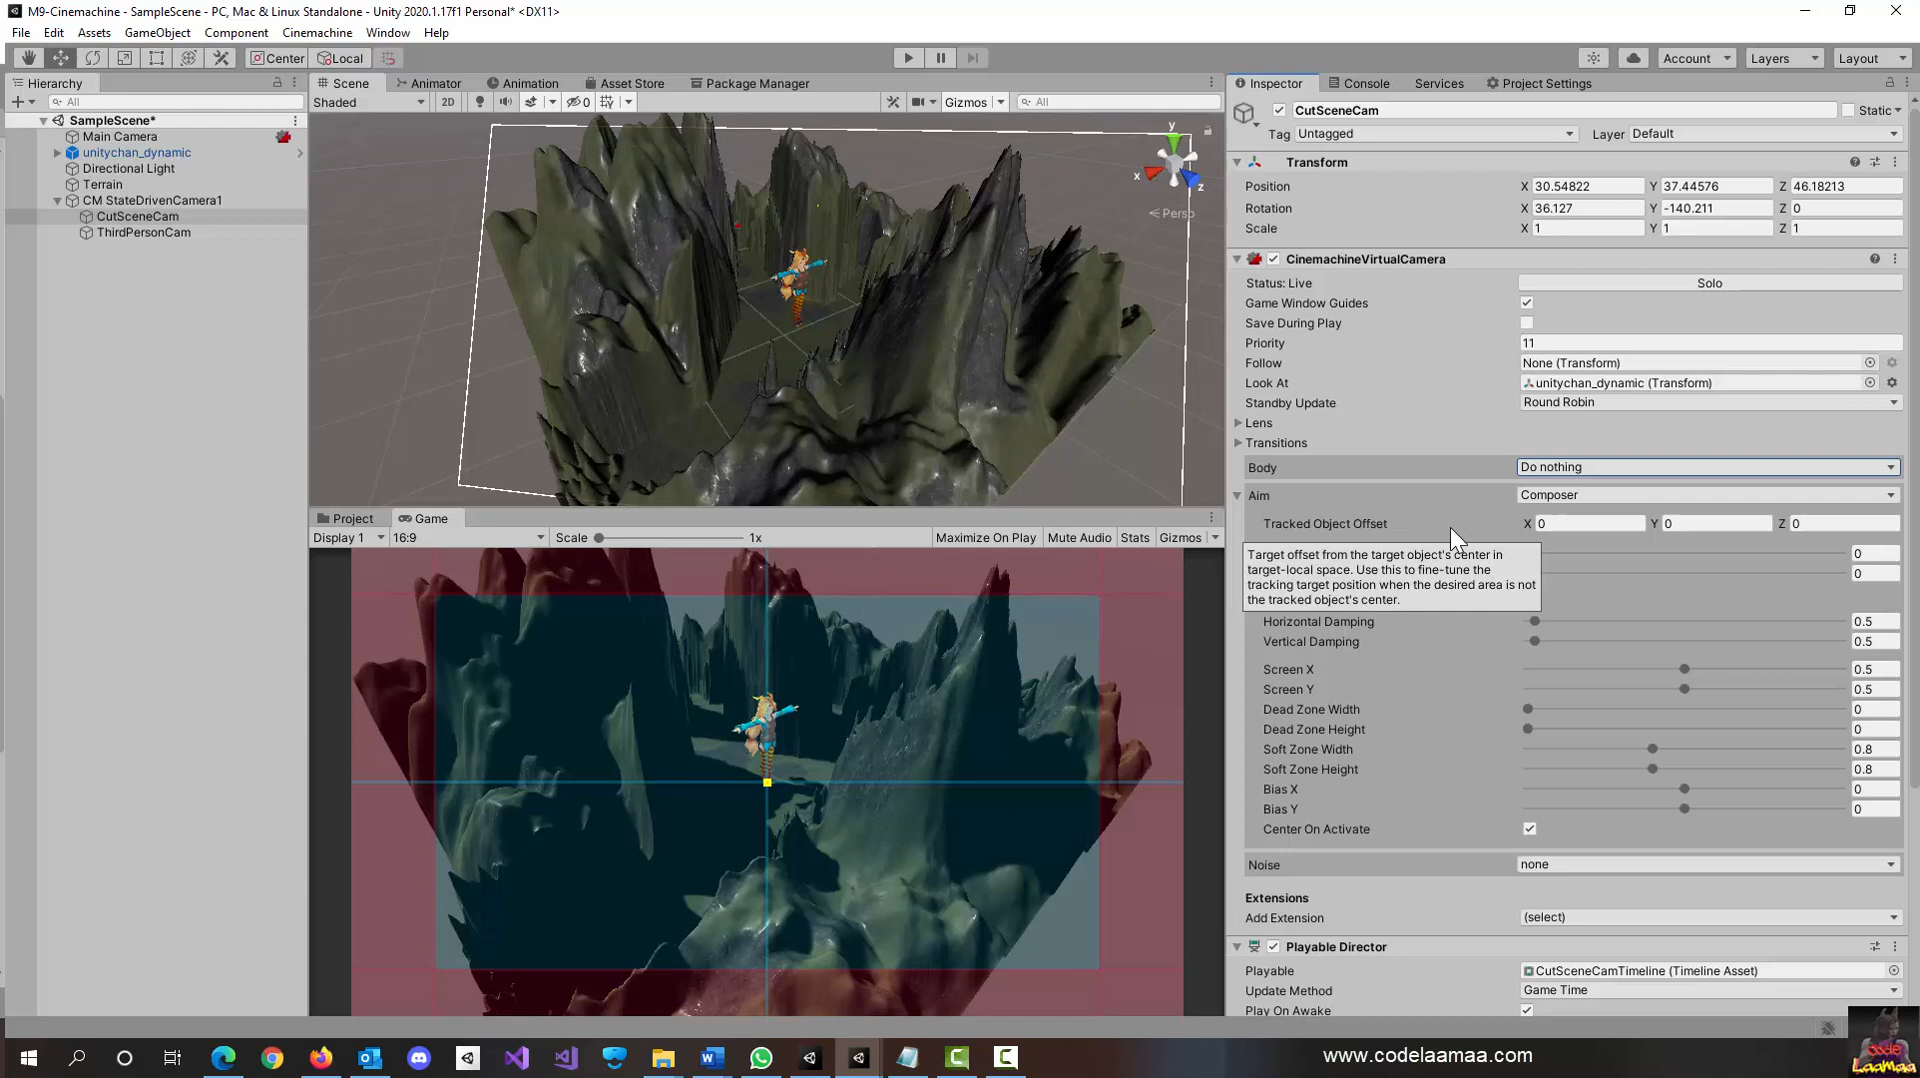 M9-Cinemachine - SampleScene - PC, Mac & Linux Standalone - Unity 2020.1.17f1 Personal* <DX11>
File Edit Assets GameObject Component Cinemachine Window Help
Center Local Account Layers Layout
Hierarchy
All
SampleScene*
Main Camera
unitychan_dynamic
Directional Light
Terrain
CM StateDrivenCamera1
CutSceneCam
ThirdPersonCam
Scene Animator Animation Asset Store Package Manager
Shaded 2D 0 Gizmos All
y
x
z
Persp
Project Game
Display 1 16:9 Scale 1x Maximize On Play Mute Audio Stats Gizmos
Inspector Console Services Project Settings
CutSceneCam Static
Tag Untagged Layer Default
Transform
Position X 30.54822 Y 37.44576 Z 46.18213
Rotation X 36.127 Y -140.211 Z 0
Scale X 1 Y 1 Z 1
CinemachineVirtualCamera
Status: Live Solo
Game Window Guides
Save During Play
Priority 11
Follow None (Transform)
Look At unitychan_dynamic (Transform)
Standby Update Round Robin
Lens
Transitions
Body Do nothing
Aim Composer
Tracked Object Offset X 0 Y 0 Z 0
0
0
Target offset from the target object's center in
target-local space. Use this to fine-tune the
tracking target position when the desired area is not
the tracked object's center.
Horizontal Damping 0.5
Vertical Damping 0.5
Screen X 0.5
Screen Y 0.5
Dead Zone Width 0
Dead Zone Height 0
Soft Zone Width 0.8
Soft Zone Height 0.8
Bias X 0
Bias Y 0
Center On Activate
Noise none
Extensions
Add Extension (select)
Playable Director
Playable CutSceneCamTimeline (Timeline Asset)
Update Method Game Time
Play On Awake
www.codelaamaa.com
Code
Laamaa